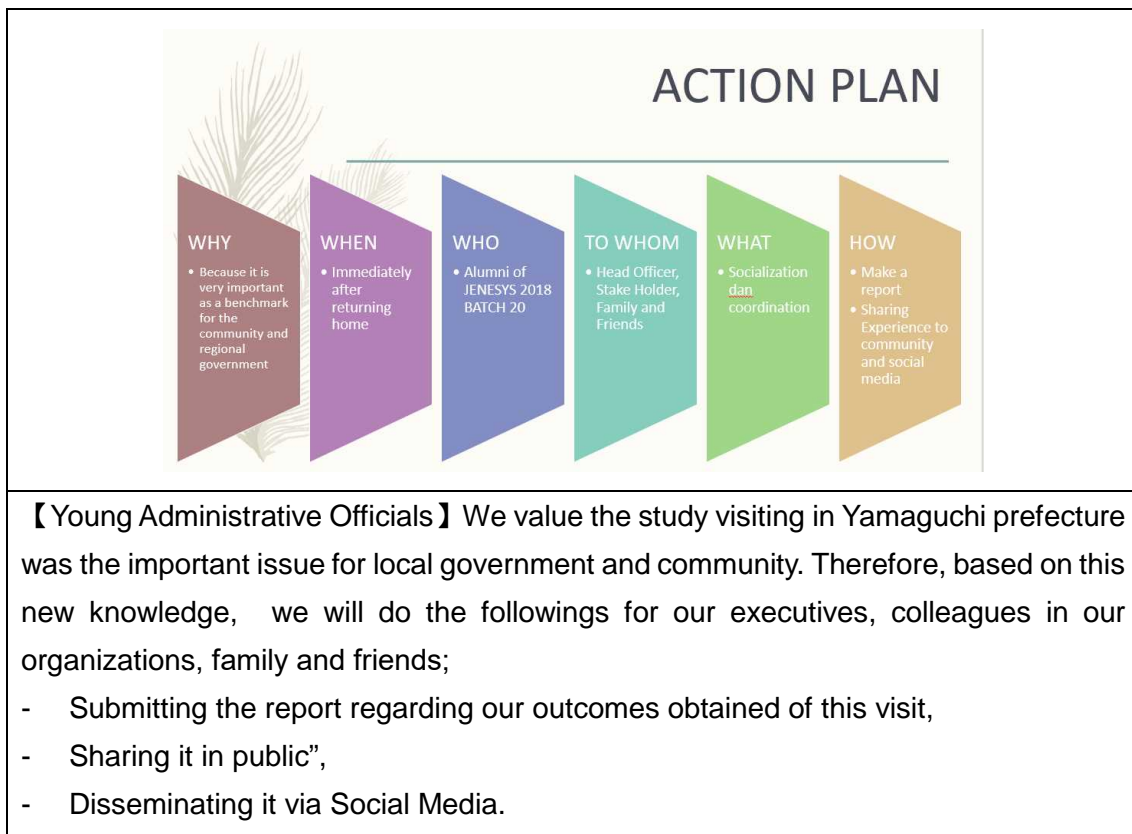 ACTION PLAN
WHY
• Because it is
very important
as a benchmark
for the
community and
regional
government
WHEN
• Immediately
after
returning
home
WHO
• Alumni of
JENESYS 2018
BATCH 20
TO WHOM
• Head Officer,
Stake Holder,
Family and
Friends
WHAT
• Socialization
dan
coordination
HOW
• Make a
report
• Sharing
Experience to
community
and social
media
【Young Administrative Officials】We value the study visiting in Yamaguchi prefecture
was the important issue for local government and community. Therefore, based on this
new knowledge, we will do the followings for our executives, colleagues in our
organizations, family and friends;
- Submitting the report regarding our outcomes obtained of this visit,
- Sharing it in public”,
- Disseminating it via Social Media.